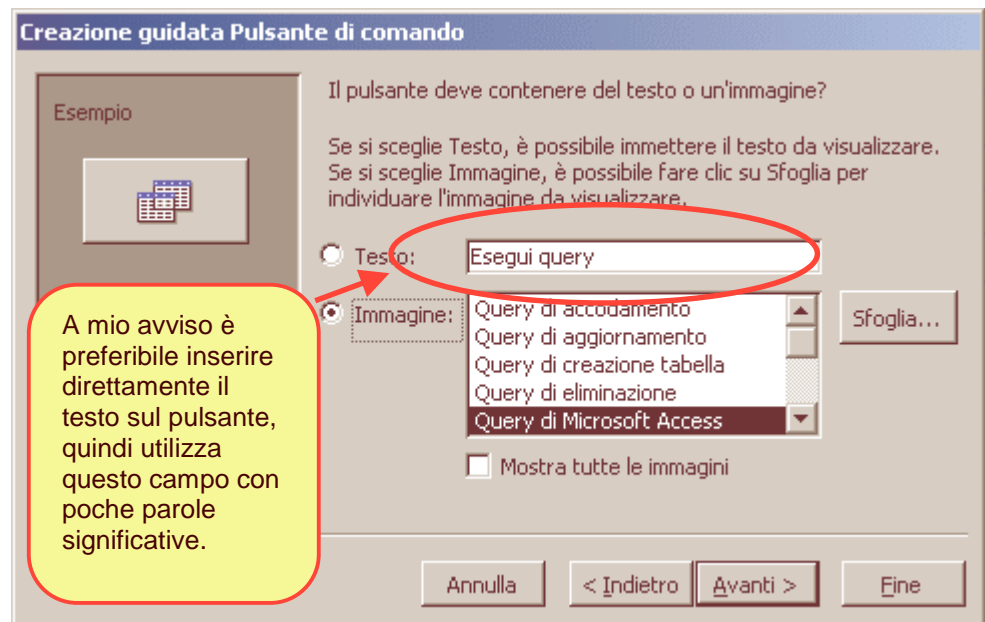 Creazione guidata Pulsante di comando
Esempio
Il pulsante deve contenere del testo o un'immagine?
Se si sceglie Testo, è possibile immettere il testo da visualizzare.
Se si sceglie Immagine, è possibile fare clic su Sfoglia per
individuare l'immagine da visualizzare.
Testo:
Esegui query
Immagine:
Query di accodamento
Query di aggiornamento
Query di creazione tabella
Query di eliminazione
Query di Microsoft Access
Sfoglia...
Mostra tutte le immagini
A mio avviso è
preferibile inserire
direttamente il
testo sul pulsante,
quindi utilizza
questo campo con
poche parole
significative.
Annulla
< Indietro
Avanti >
Fine